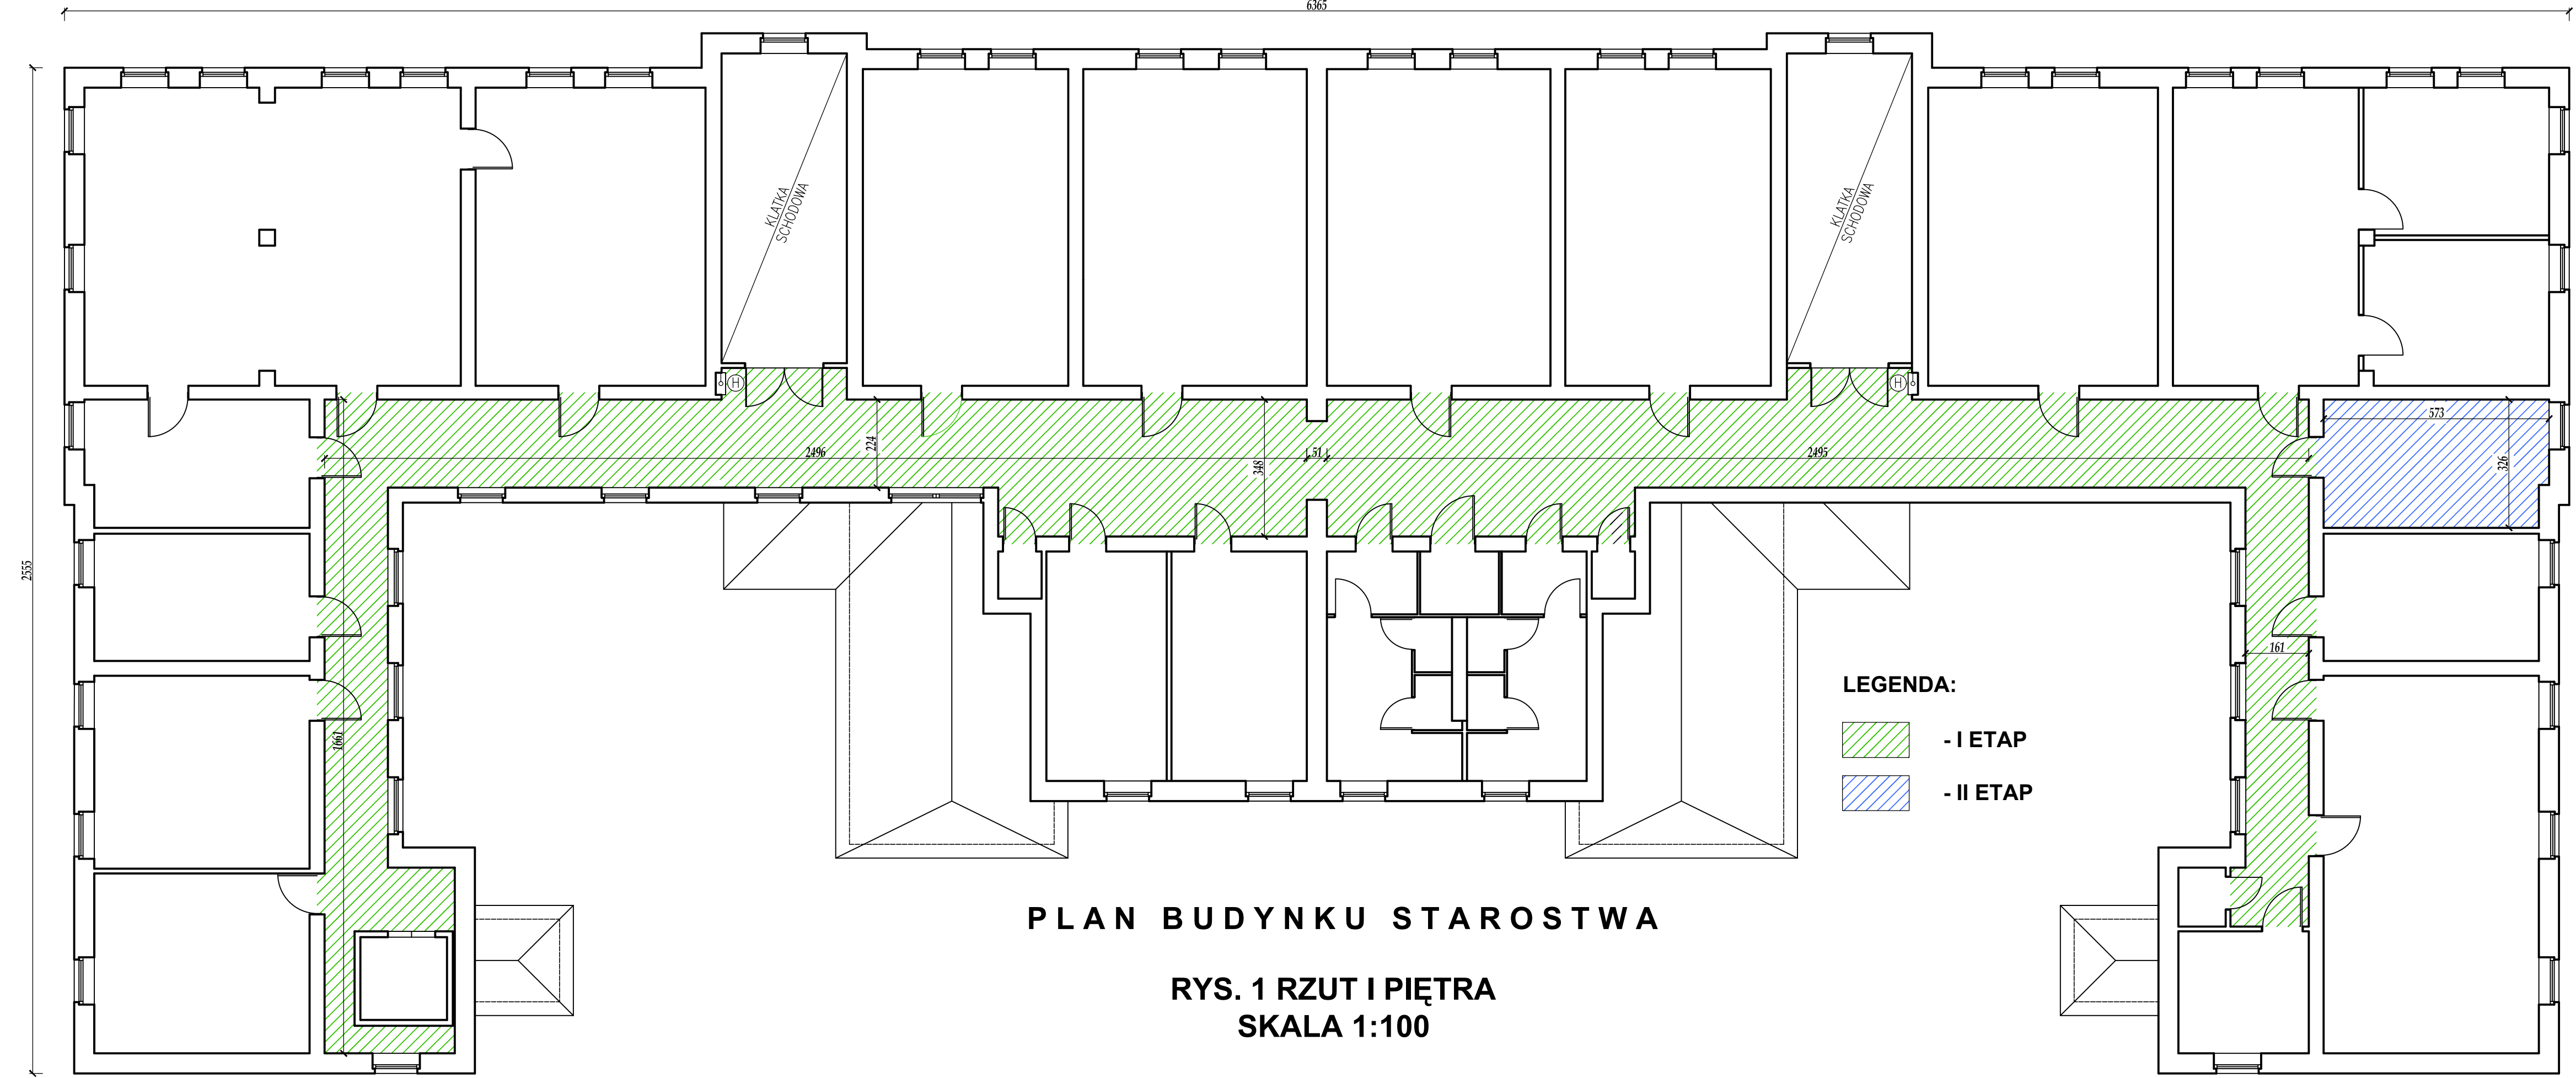 6365
KLATKA
SCHODOWA
KLATKA
SCHODOWA
H
H
573
224
2496
51
348
2495
326
2555
161
1661
LEGENDA:
- I ETAP
- II ETAP
PLAN BUDYNKU STAROSTWA
RYS. 1 RZUT I PIĘTRA
SKALA 1:100